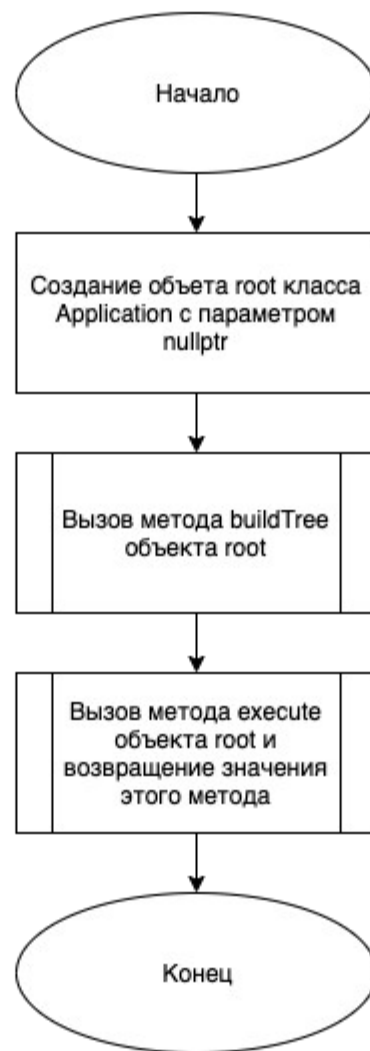 Начало
Создание объета root класса
Application с параметром
nullptr
Вызов метода buildTree
объекта root
Вызов метода execute
объекта root и
возвращение значения
этого метода
Конец